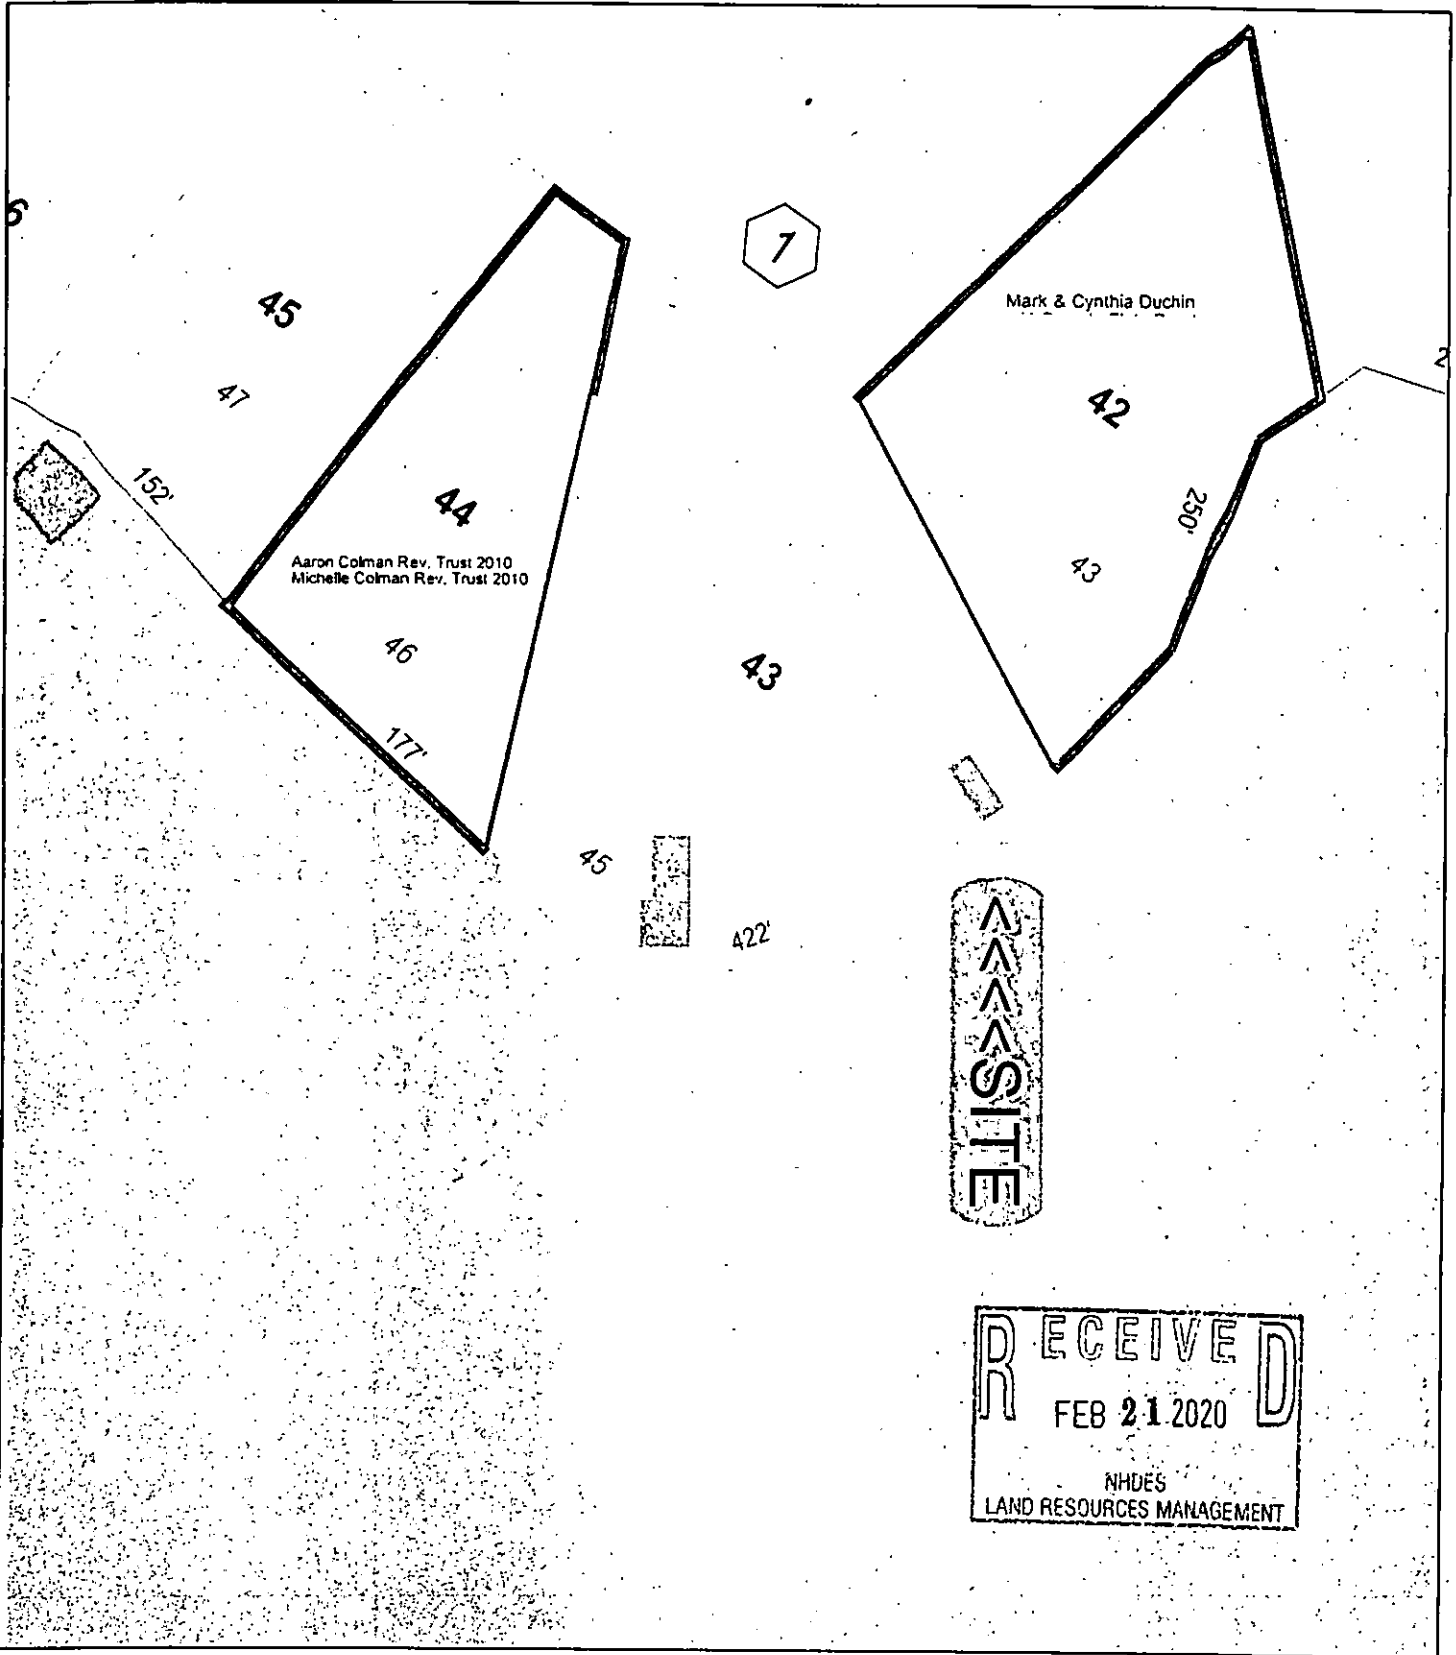 6
45
47
152'
44
Aaron Colman Rev. Trust 2010
Michelle Colman Rev. Trust 2010
46
177'
7
Mark & Cynthia Duchin
42
250'
43
2
43
45
422'
<<<<SITE
RECEIVED
FEB 21 2020
NHDES
LAND RESOURCES MANAGEMENT